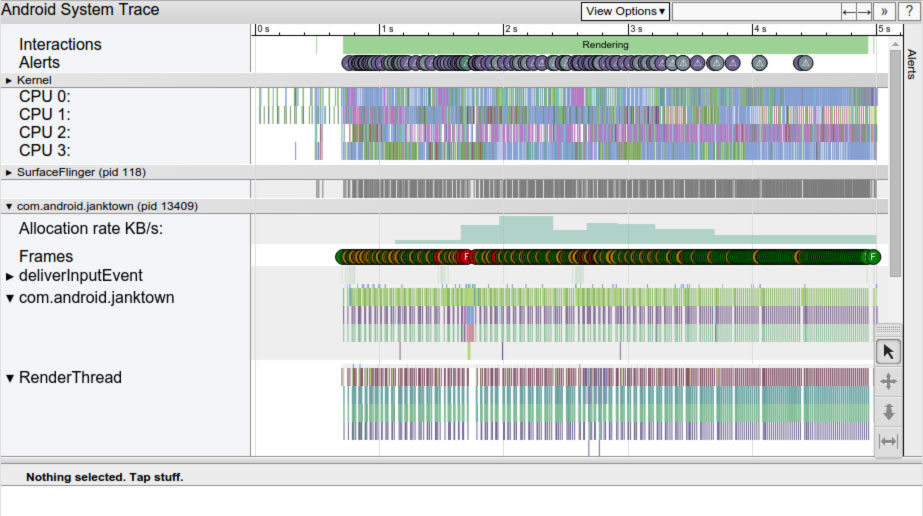 Android System Trace
View Options▾
←
→
»
?
0 s
1 s
2 s
3 s
4 s
5 s
Interactions
Rendering
Alerts
Alerts
▸ Kernel
CPU 0:
CPU 1:
CPU 2:
CPU 3:
▸ SurfaceFlinger (pid 118)
▾ com.android.janktown (pid 13409)
Allocation rate KB/s:
Frames
F
F
▸ deliverInputEvent
▾ com.android.janktown
▾ RenderThread
Nothing selected. Tap stuff.